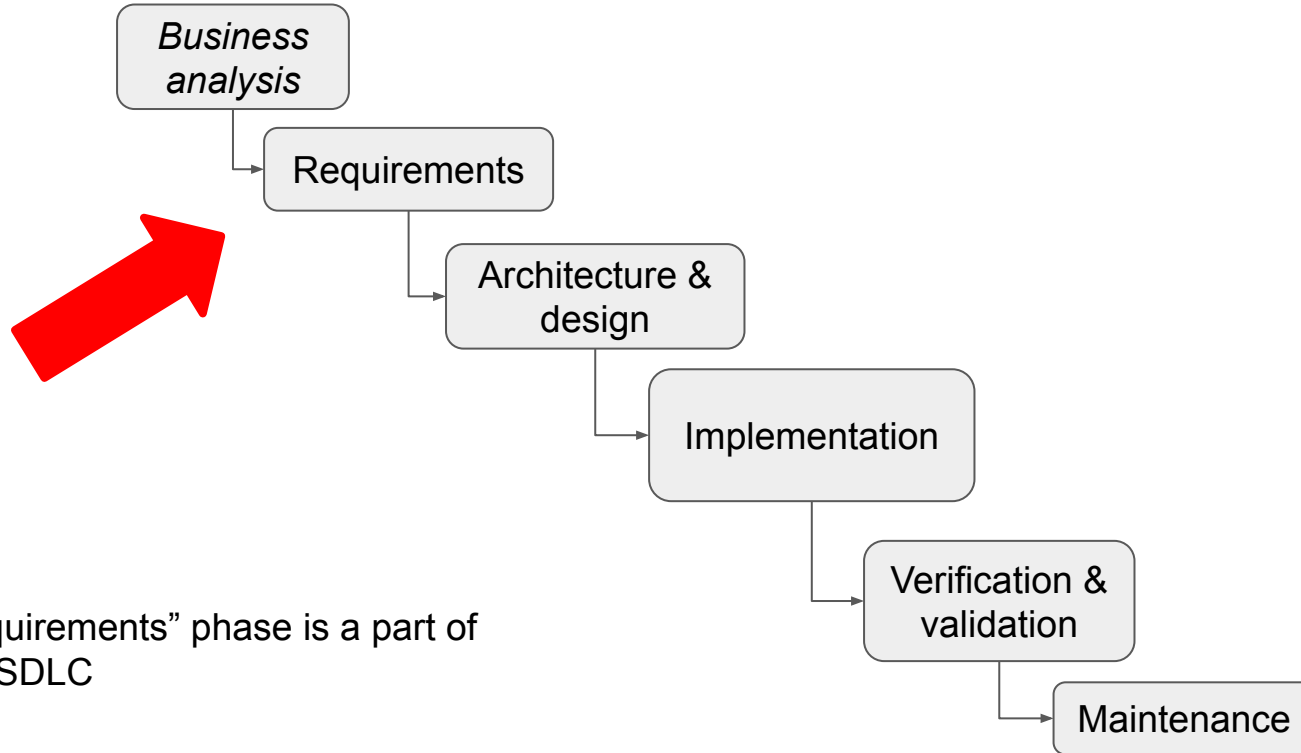 Business
analysis
Requirements
Architecture &
design
Implementation
Verification &
validation
quirements” phase is a part of
SDLC
Maintenance